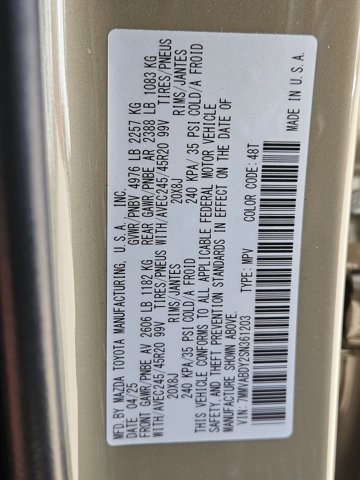 MFD. BY MAZDA TOYOTA MANUFACTURING, U.S.A., INC.
DATE 04/25 GVWR/PNBV 4976 LB 2257 KG
FRONT GAWR/PNBE AV 2606 LB 1182 KG REAR GAWR/PNBE AR 2388 LB 1083 KG
WITH/AVEC245/45R20 99V TIRES/PNEUS WITH/AVEC245/45R20 99V TIRES/PNEUS
20X8J RIMS/JANTES 20X8J RIMS/JANTES
240 KPA/35 PSI COLD/A FROID 240 KPA/ 35 PSI COLD/A FROID
THIS VEHICLE CONFORMS TO ALL APPLICABLE FEDERAL MOTOR VEHICLE
SAFETY AND THEFT PREVENTION STANDARDS IN EFFECT ON THE DATE OF
MANUFACTURE SHOWN ABOVE.
VIN: 7MMVABDY2SN361203 TYPE: MPV COLOR CODE: 48T MADE IN U.S.A.